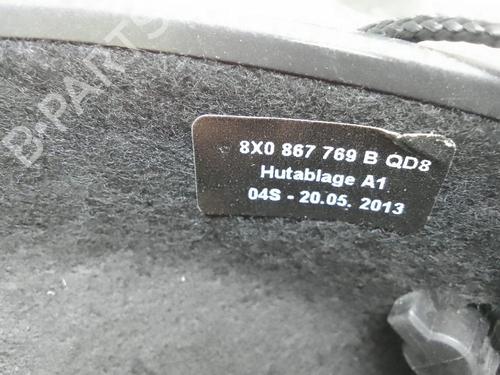 B-PARTS
8X0 867 769 B QD8
Hutablage A1
04S - 20.05. 2013